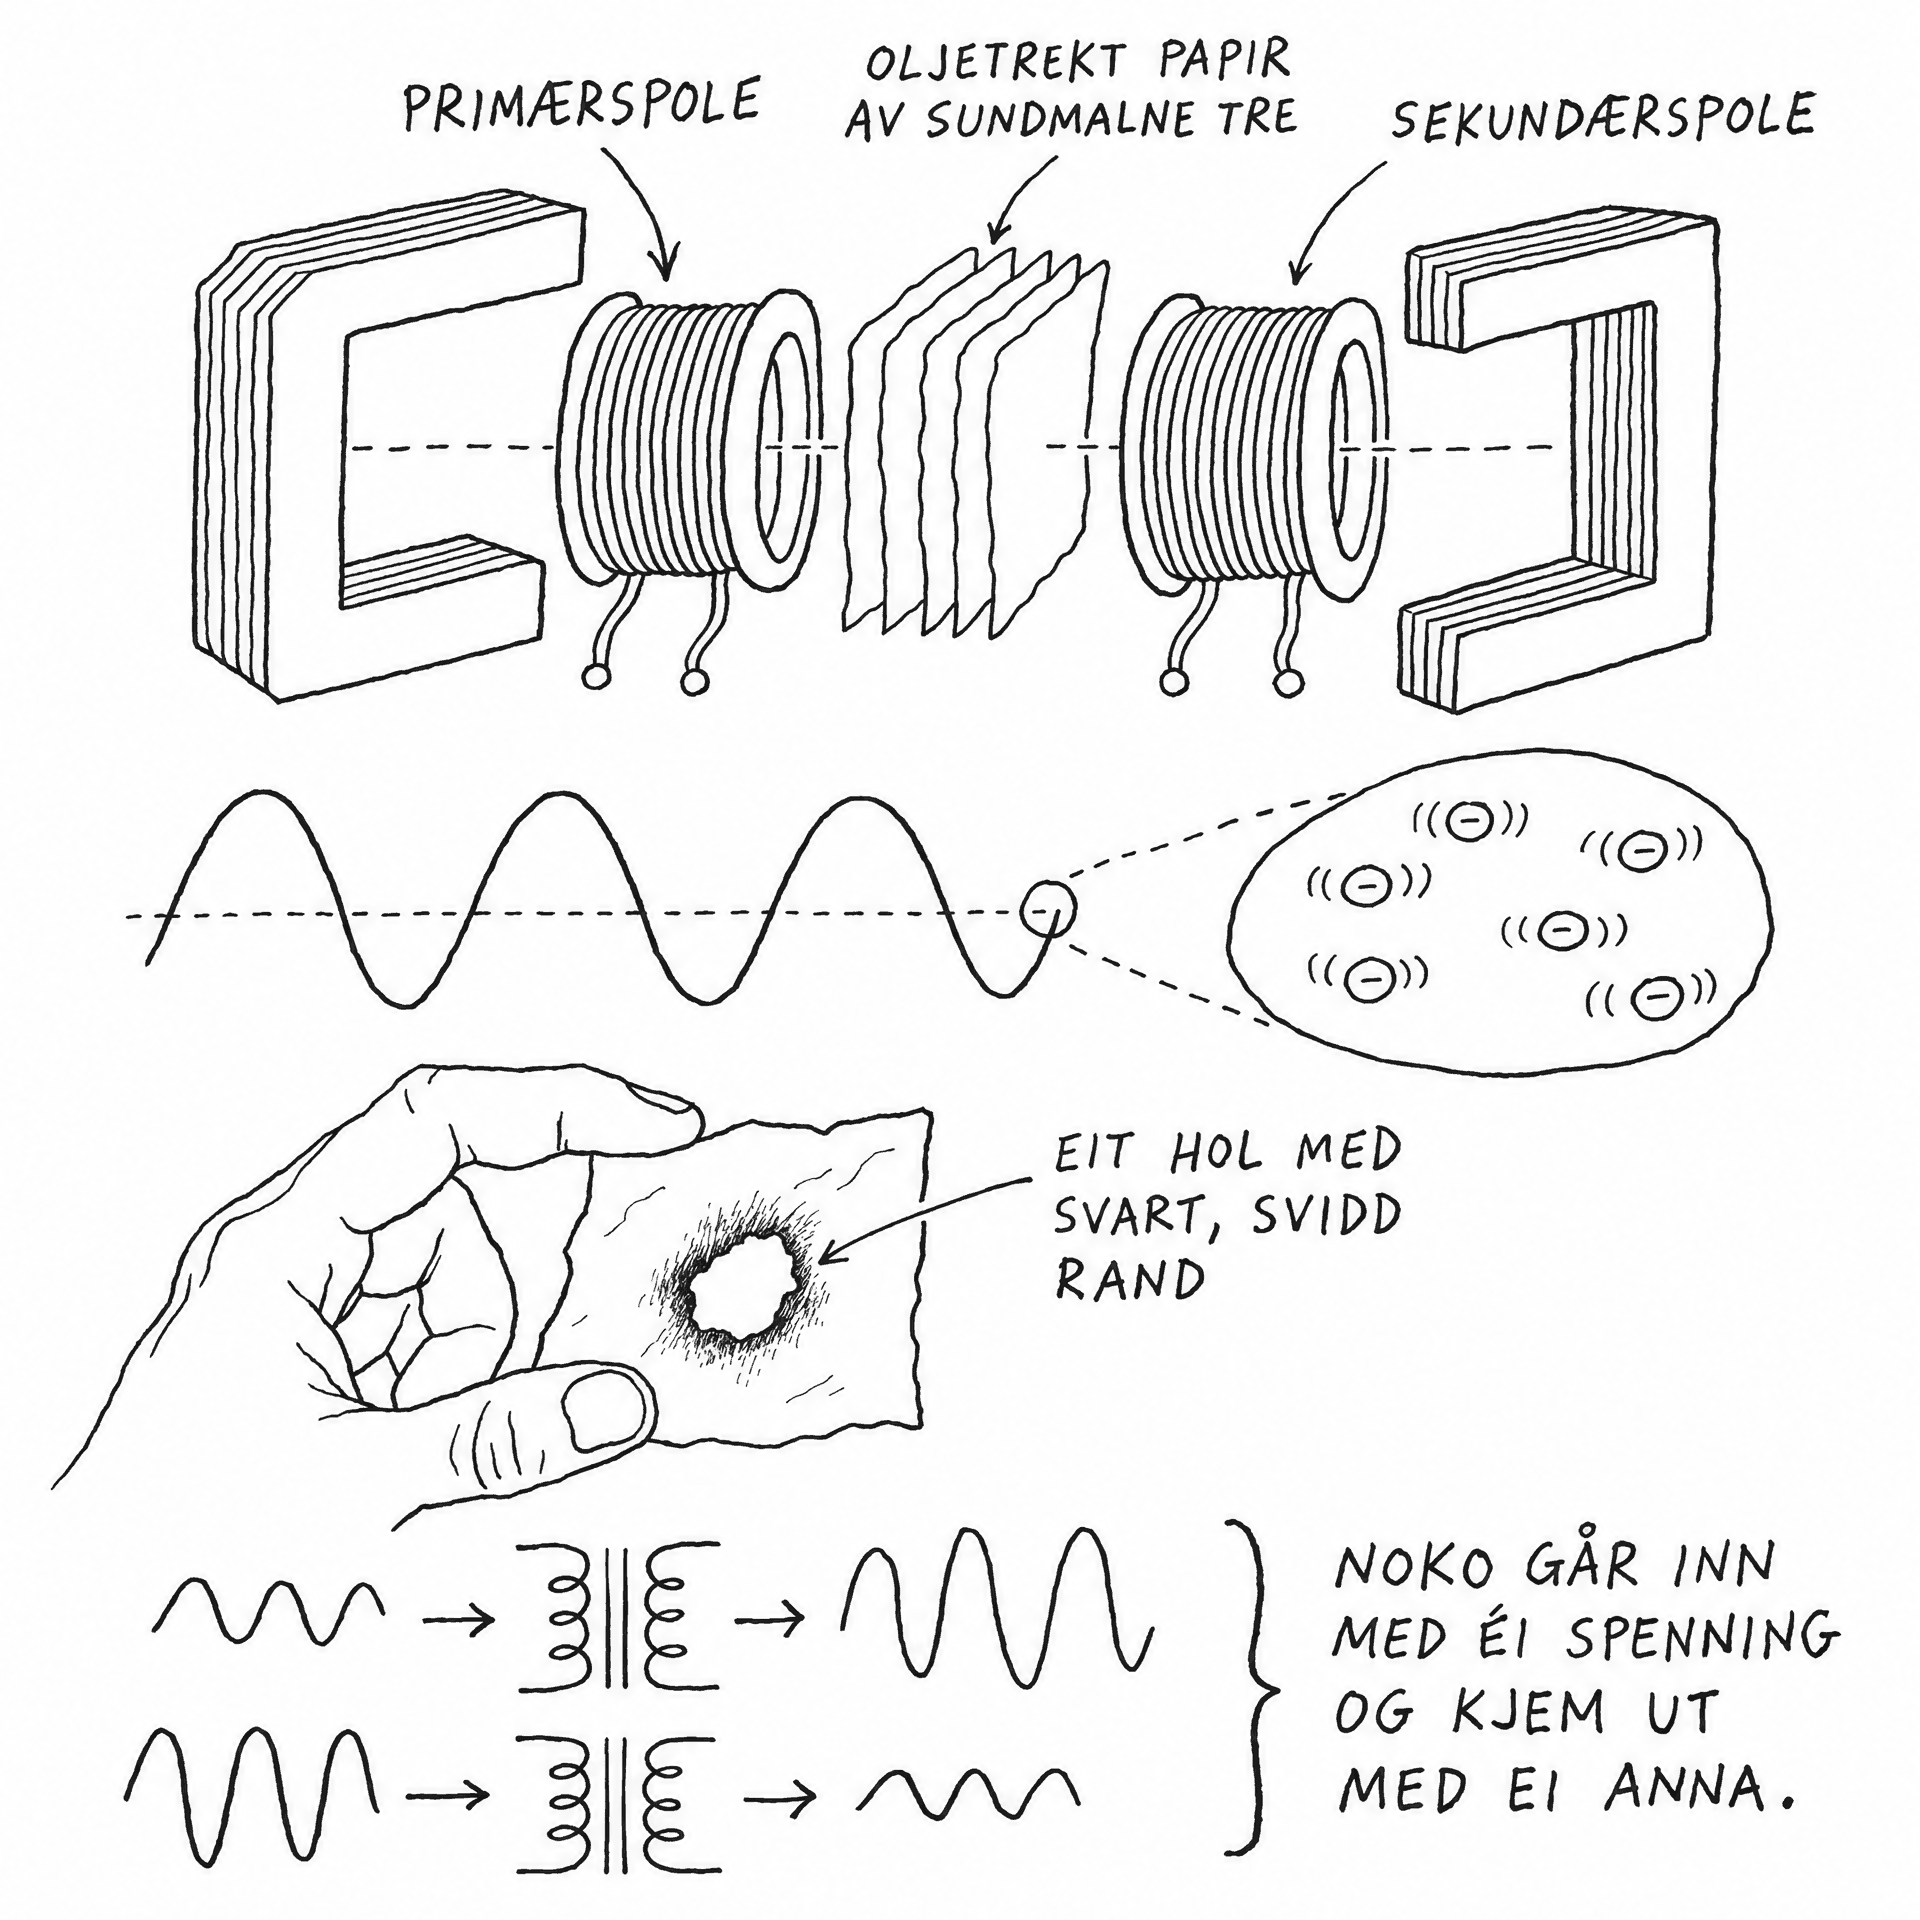 PRIMÆRSPOLE
OLJETREKT PAPIR
AV SUNDMALNE TRE
SEKUNDÆRSPOLE
EIT HOL MED
SVART, SVIDD
RAND
NOKO GÅR INN
MED ÉI SPENNING
OG KJEM UT
MED EI ANNA.